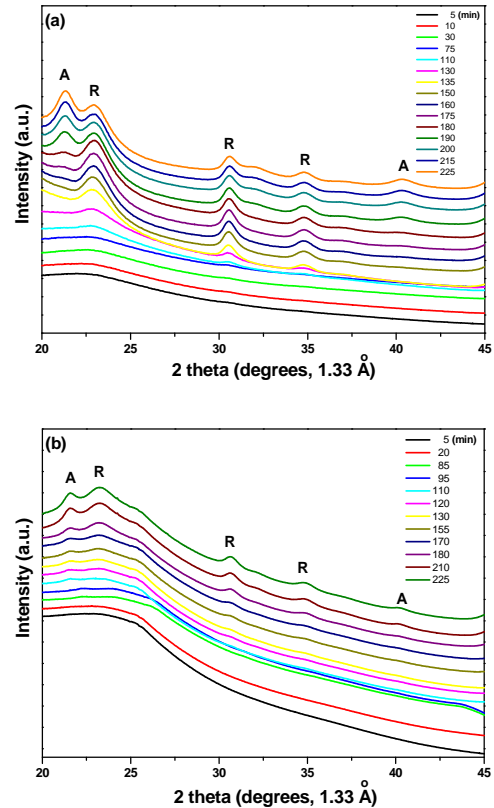 (a)
5 (min)
10
30
75
110
130
135
150
160
175
180
190
200
215
225
A
R
R
R
A
Intensity (a.u.)
20 25 30 35 40 45
2 theta (degrees, 1.33 Å)
(b)
5 (min)
20
85
95
110
120
130
155
170
180
210
225
A
R
R
R
A
Intensity (a.u.)
20 25 30 35 40 45
2 theta (degrees, 1.33 Å)